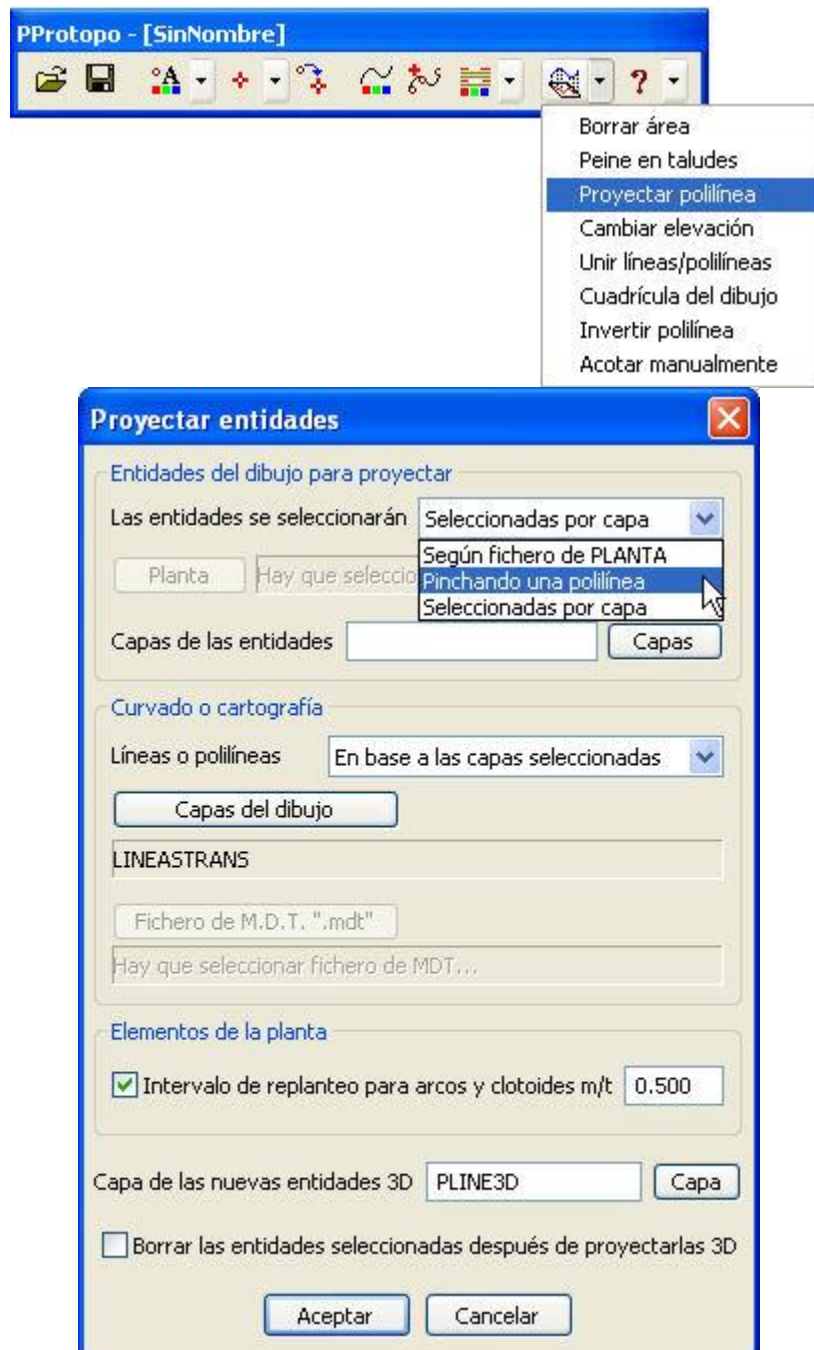 PProtopo - [SinNombre]
A ?
Borrar área
Peine en taludes
Proyectar polilínea
Cambiar elevación
Unir líneas/polilíneas
Cuadrícula del dibujo
Invertir polilínea
Acotar manualmente
Proyectar entidades
Entidades del dibujo para proyectar
Las entidades se seleccionarán Seleccionadas por capa
Según fichero de PLANTA
Planta Hay que seleccio Pinchando una polilínea
Seleccionadas por capa
Capas de las entidades Capas
Curvado o cartografía
Líneas o polilíneas En base a las capas seleccionadas
Capas del dibujo
LINEASTRANS
Fichero de M.D.T. ".mdt"
Hay que seleccionar fichero de MDT...
Elementos de la planta
Intervalo de replanteo para arcos y clotoides m/t 0.500
Capa de las nuevas entidades 3D PLINE3D Capa
Borrar las entidades seleccionadas después de proyectarlas 3D
Aceptar Cancelar